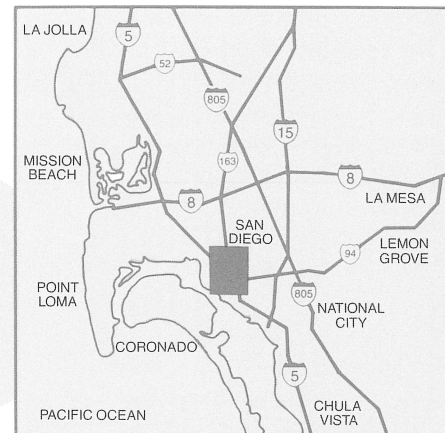 LA JOLLA
5
52
805
15
163
MISSION
BEACH
8
8
LA MESA
SAN
DIEGO
LEMON
GROVE
94
POINT
LOMA
805
NATIONAL
CITY
CORONADO
5
CHULA
VISTA
PACIFIC OCEAN